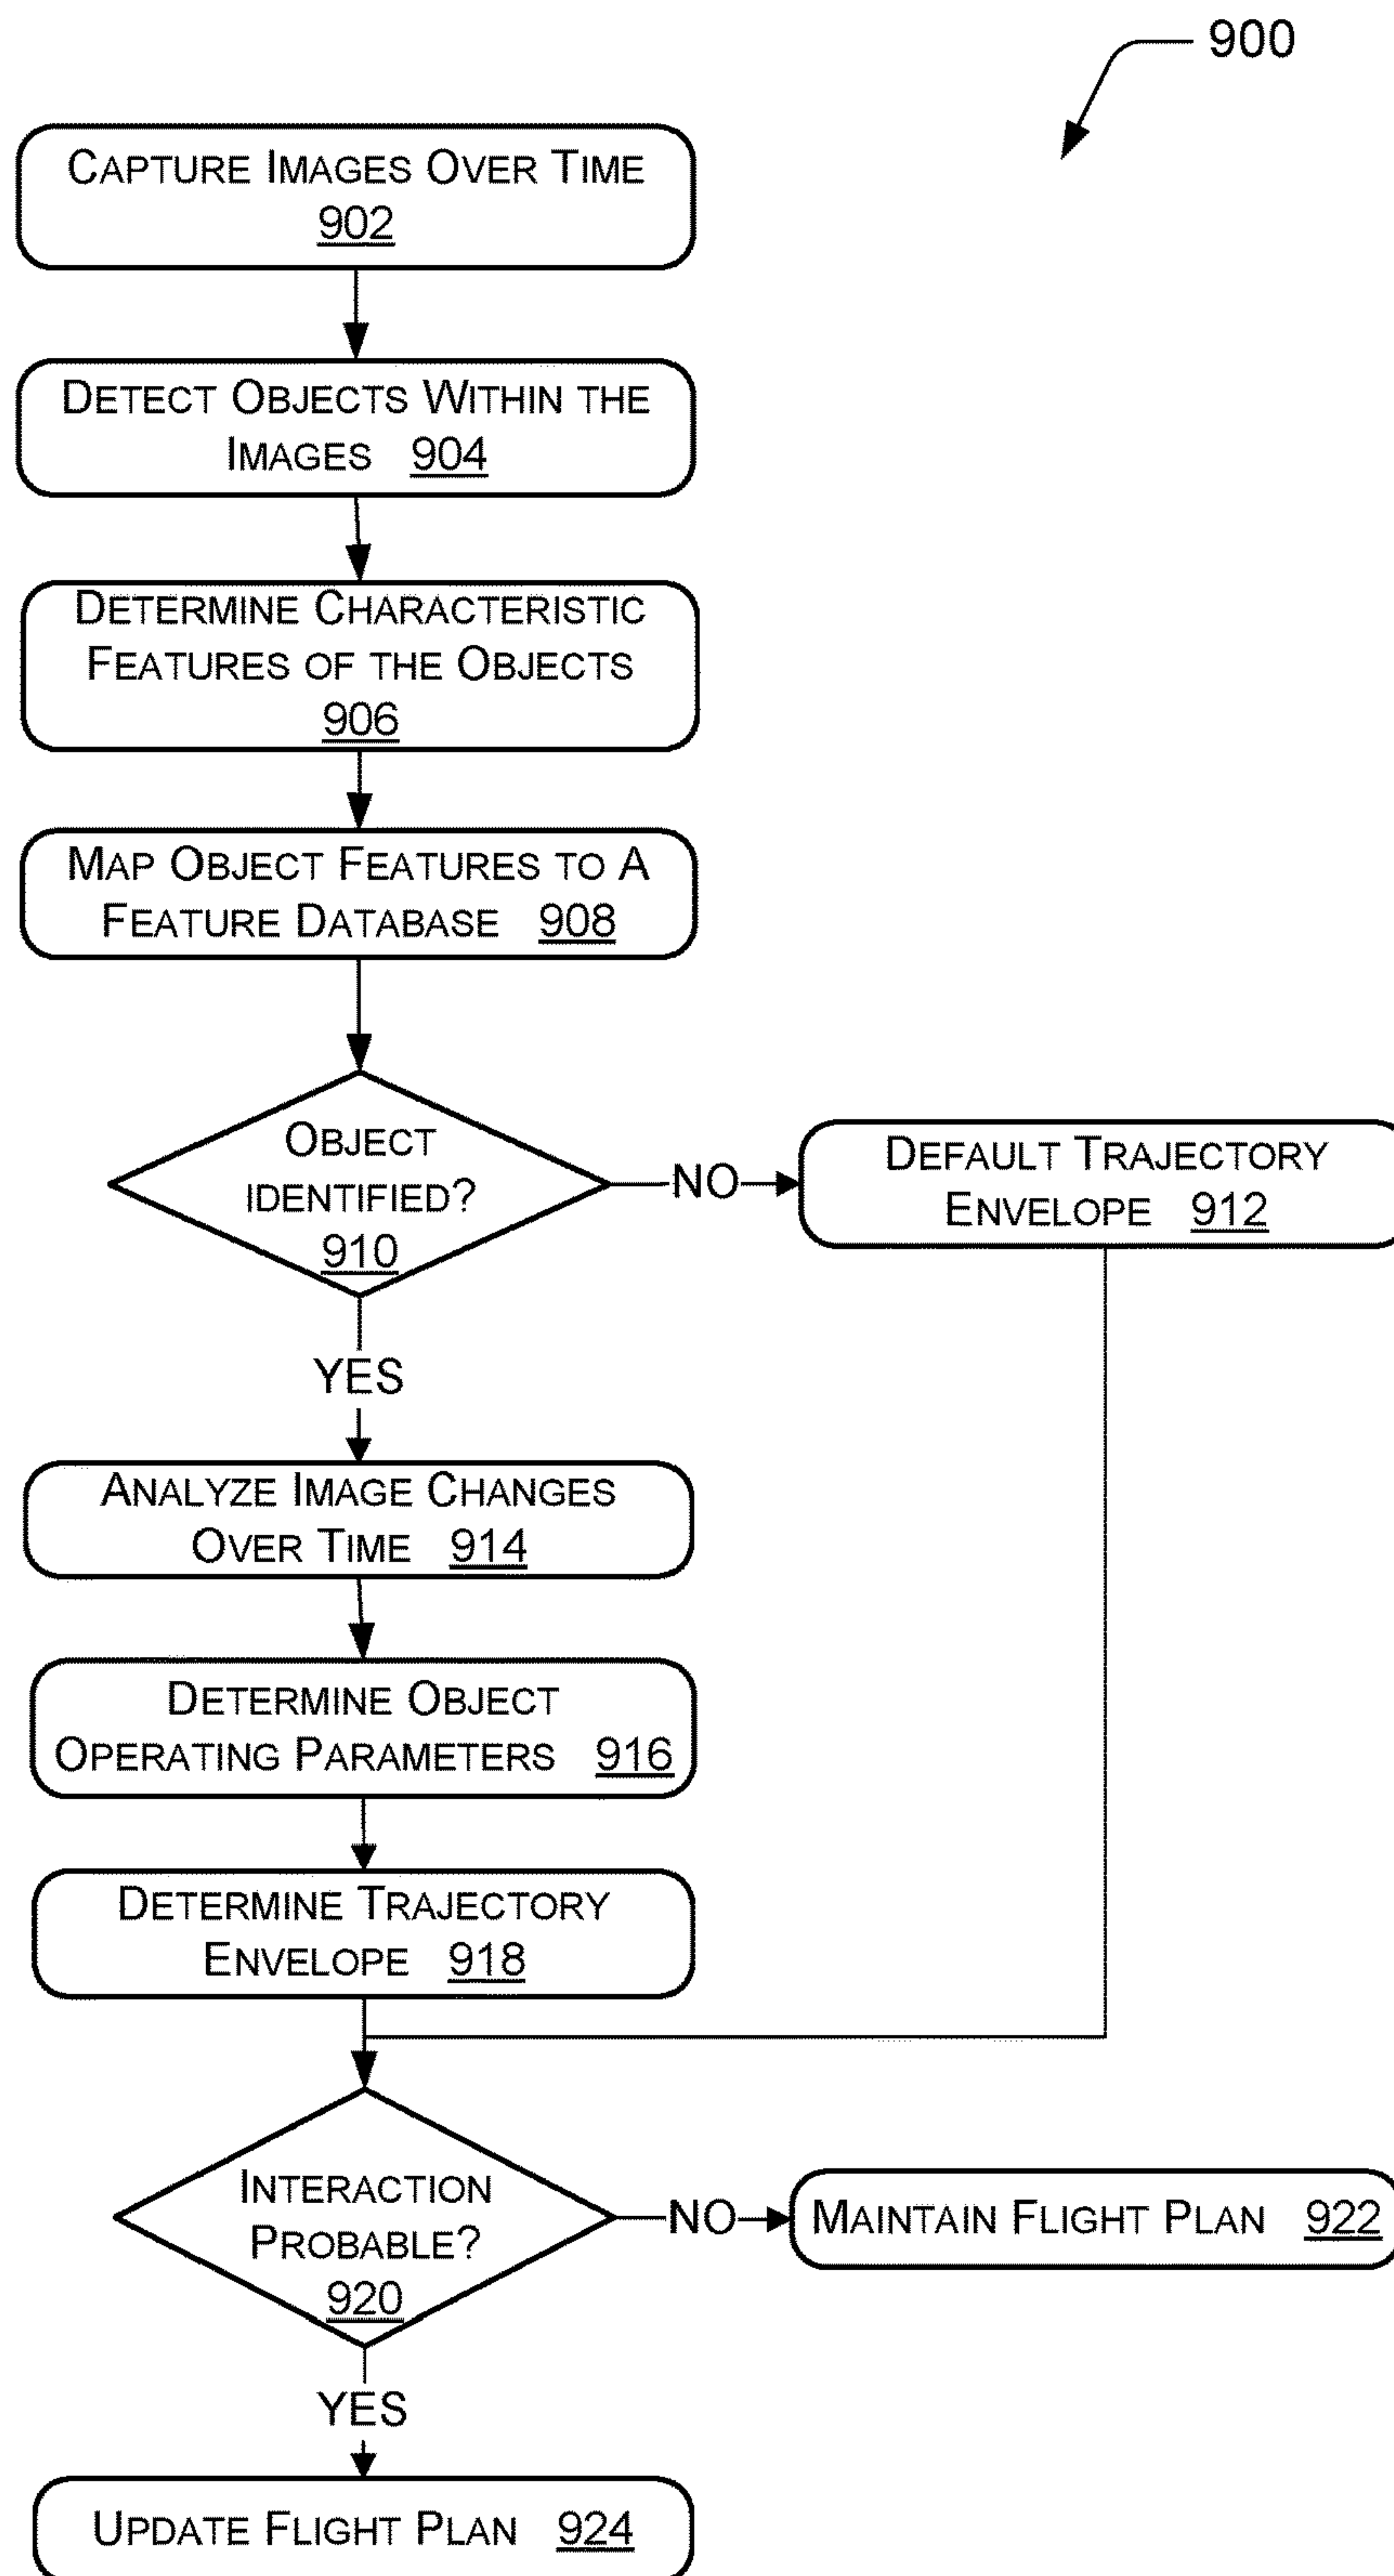 900
CAPTURE IMAGES OVER TIME
902
DETECT OBJECTS WITHIN THE
IMAGES 904
DETERMINE CHARACTERISTIC
FEATURES OF THE OBJECTS
906
MAP OBJECT FEATURES TO A
FEATURE DATABASE 908
OBJECT
IDENTIFIED?
910
NO
DEFAULT TRAJECTORY
ENVELOPE 912
YES
ANALYZE IMAGE CHANGES
OVER TIME 914
DETERMINE OBJECT
OPERATING PARAMETERS 916
DETERMINE TRAJECTORY
ENVELOPE 918
INTERACTION
PROBABLE?
920
NO
MAINTAIN FLIGHT PLAN 922
YES
UPDATE FLIGHT PLAN 924